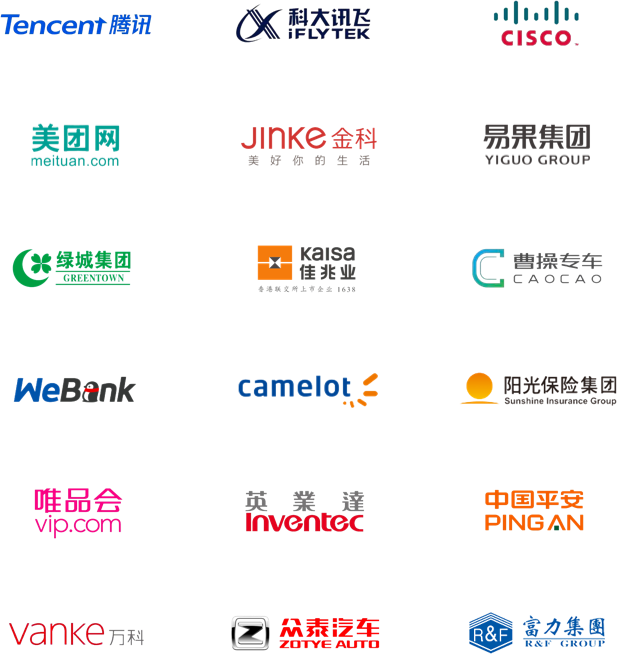 Tencent 腾讯
科大讯飞
iFLYTEK
CISCO
美团网
meituan.com
JINKE 金科
美好你的生活
易果集团
YIGUO GROUP
绿城集团
GREENTOWN
Kaisa
佳兆业
香港联交所上市企业 1638
曹操专车
CAOCAO
WeBank
camelot
阳光保险集团
Sunshine Insurance Group
唯品会
vip.com
英業達
Inventec
中国平安
PING AN
vanke 万科
Z
众泰汽车
ZOTYE AUTO
R&F
富力集團
R&F GROUP